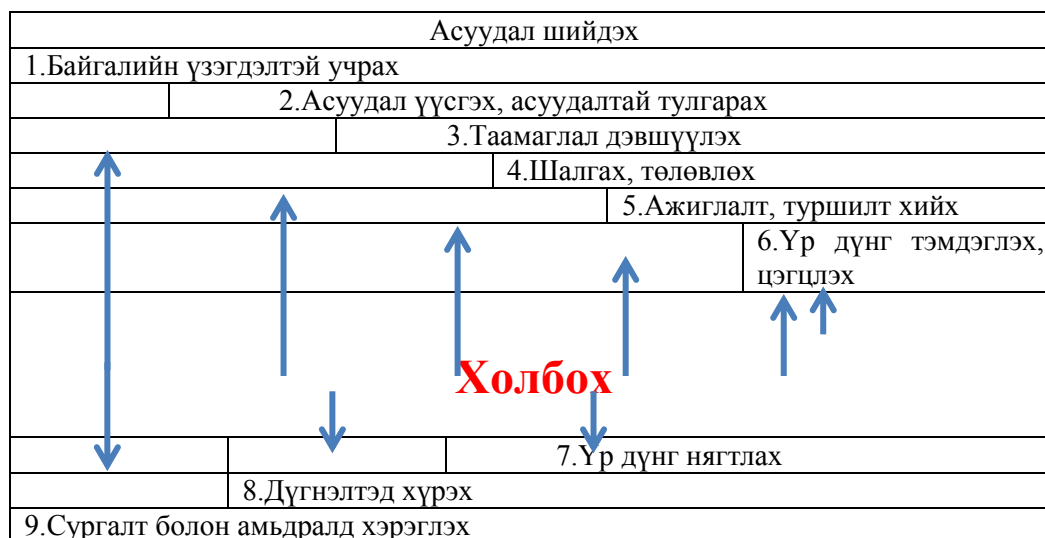 Асуудал шийдэх
1.Байгалийн үзэгдэлтэй учрах
2.Асуудал үүсгэх, асуудалтай тулгарах
3.Таамаглал дэвшүүлэх
4.Шалгах, төлөвлөх
5.Ажиглалт, туршилт хийх
6.Үр дүнг тэмдэглэх,
цэгцлэх
Холбох
7.Үр дүнг нягтлах
8.Дүгнэлтэд хүрэх
9.Сургалт болон амьдралд хэрэглэх